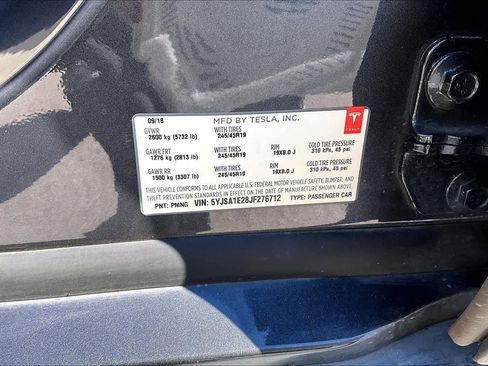 09/18 MFD BY TESLA, INC.
GVWR WITH TIRES
2600 kg (5732 lb) 245/45R19
GAWR FRT WITH TIRES RIM COLD TIRE PRESSURE
1276 kg (2813 lb) 245/45R19 19X8.0 J 310 kPa, 45 psi
GAWR RR WITH TIRES RIM COLD TIRE PRESSURE
1500 kg (3307 lb) 245/45R19 19X8.0 J 310 kPa, 45 psi
THIS VEHICLE CONFORMS TO ALL APPLICABLE U.S. FEDERAL MOTOR VEHICLE SAFETY, BUMPER, AND
THEFT PREVENTION STANDARDS IN EFFECT ON THE DATE OF MANUFACTURE SHOWN ABOVE.
PNT: PMNG VIN: 5YJSA1E28JF276712 TYPE: PASSENGER CAR
TESLA